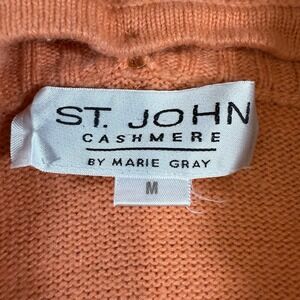 ST. JOHN
CASHMERE
BY MARIE GRAY
M